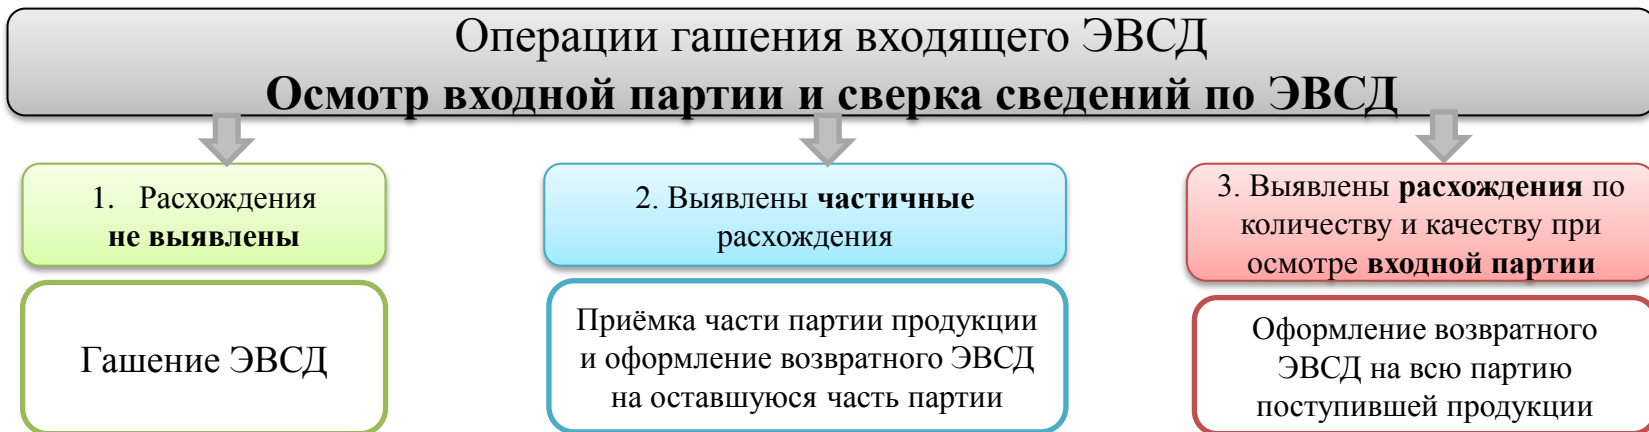 Операции гашения входящего ЭВСД
Осмотр входной партии и сверка сведений по ЭВСД
1. Расхождения
не выявлены
2. Выявлены частичные
расхождения
3. Выявлены расхождения по
количеству и качеству при
осмотре входной партии
Гашение ЭВСД
Приёмка части партии продукции
и оформление возвратного ЭВСД
на оставшуюся часть партии
Оформление возвратного
ЭВСД на всю партию
поступившей продукции